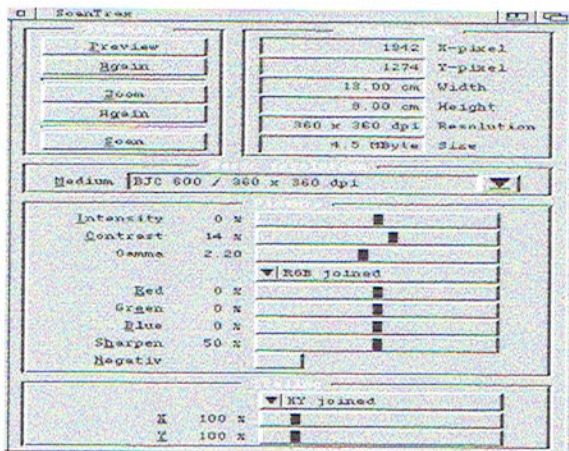 ScanTrax
Preview
Again
Zoom
Again
Scan
1842 X-pixel
1274 Y-pixel
13.00 cm Width
9.00 cm Height
360 x 360 dpi Resolution
4.5 MByte Size
Medium BJC 600 / 360 x 360 dpi
Intensity 0 %
Contrast 14 %
Gamma 2.20
RGB joined
Red 0 %
Green 0 %
Blue 0 %
Sharpen 50 %
Negativ
XY joined
X 100 %
Y 100 %